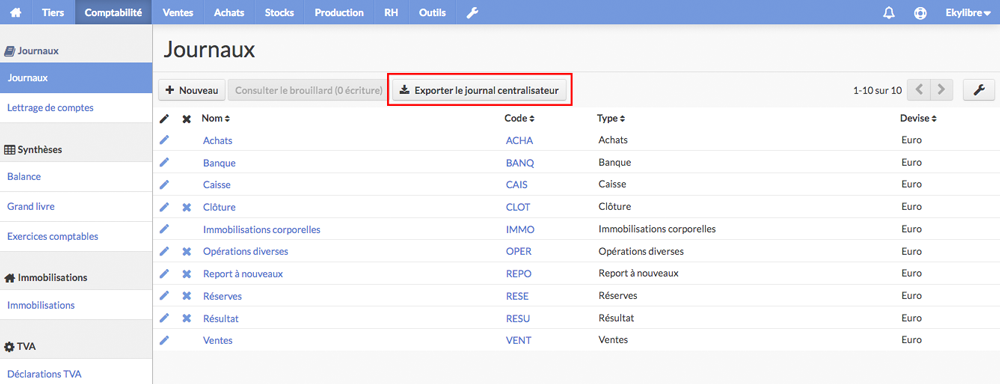 Tiers Comptabilité Ventes Achats Stocks Production RH Outils Ekylibre
Journaux
Journaux
Lettrage de comptes
Synthèses
Balance
Grand livre
Exercices comptables
Immobilisations
Immobilisations
TVA
Déclarations TVA
Journaux
Nouveau Consulter le brouillard (0 écriture) Exporter le journal centralisateur 1-10 sur 10
Nom Code Type Devise
Achats ACHA Achats Euro
Banque BANQ Banque Euro
Caisse CAIS Caisse Euro
Clôture CLOT Clôture Euro
Immobilisations corporelles IMMO Immobilisations corporelles Euro
Opérations diverses OPER Opérations diverses Euro
Report à nouveaux REPO Report à nouveaux Euro
Réserves RESE Réserves Euro
Résultat RESU Résultat Euro
Ventes VENT Ventes Euro